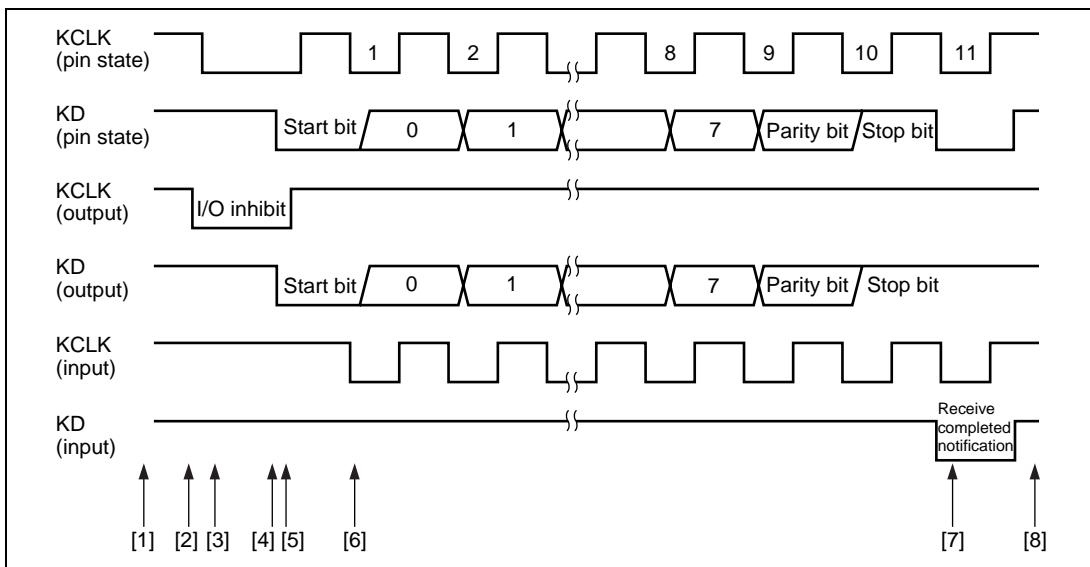 KCLK
(pin state)
1 2 8 9 10 11
KD
(pin state)
Start bit 0 1 7 Parity bit Stop bit
KCLK
(output)
I/O inhibit
KD
(output)
Start bit 0 1 7 Parity bit Stop bit
KCLK
(input)
KD
(input)
Receive
completed
notification
[1] [2] [3] [4] [5] [6] [7] [8]